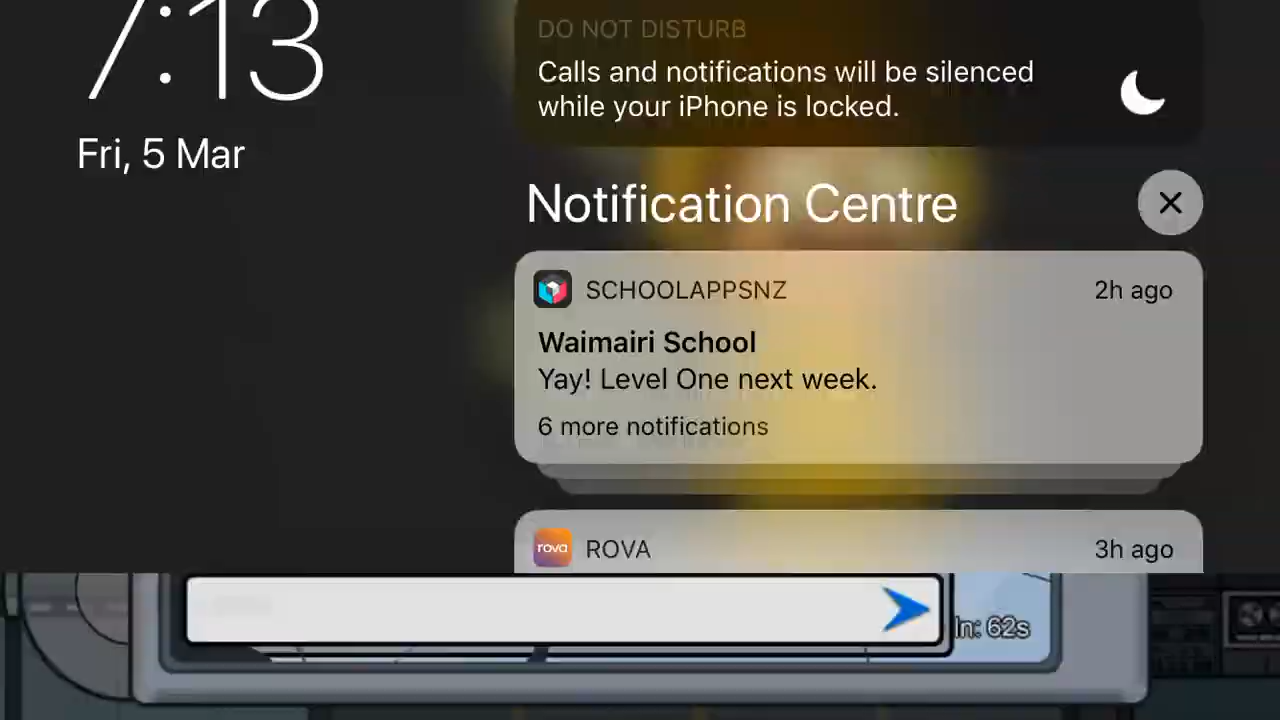 7:13
Fri, 5 Mar
DO NOT DISTURB
Calls and notifications will be silenced
while your iPhone is locked.
Notification Centre
SCHOOLAPPSNZ
2h ago
Waimairi School
Yay! Level One next week.
6 more notifications
rova
ROVA
3h ago
In: 62s